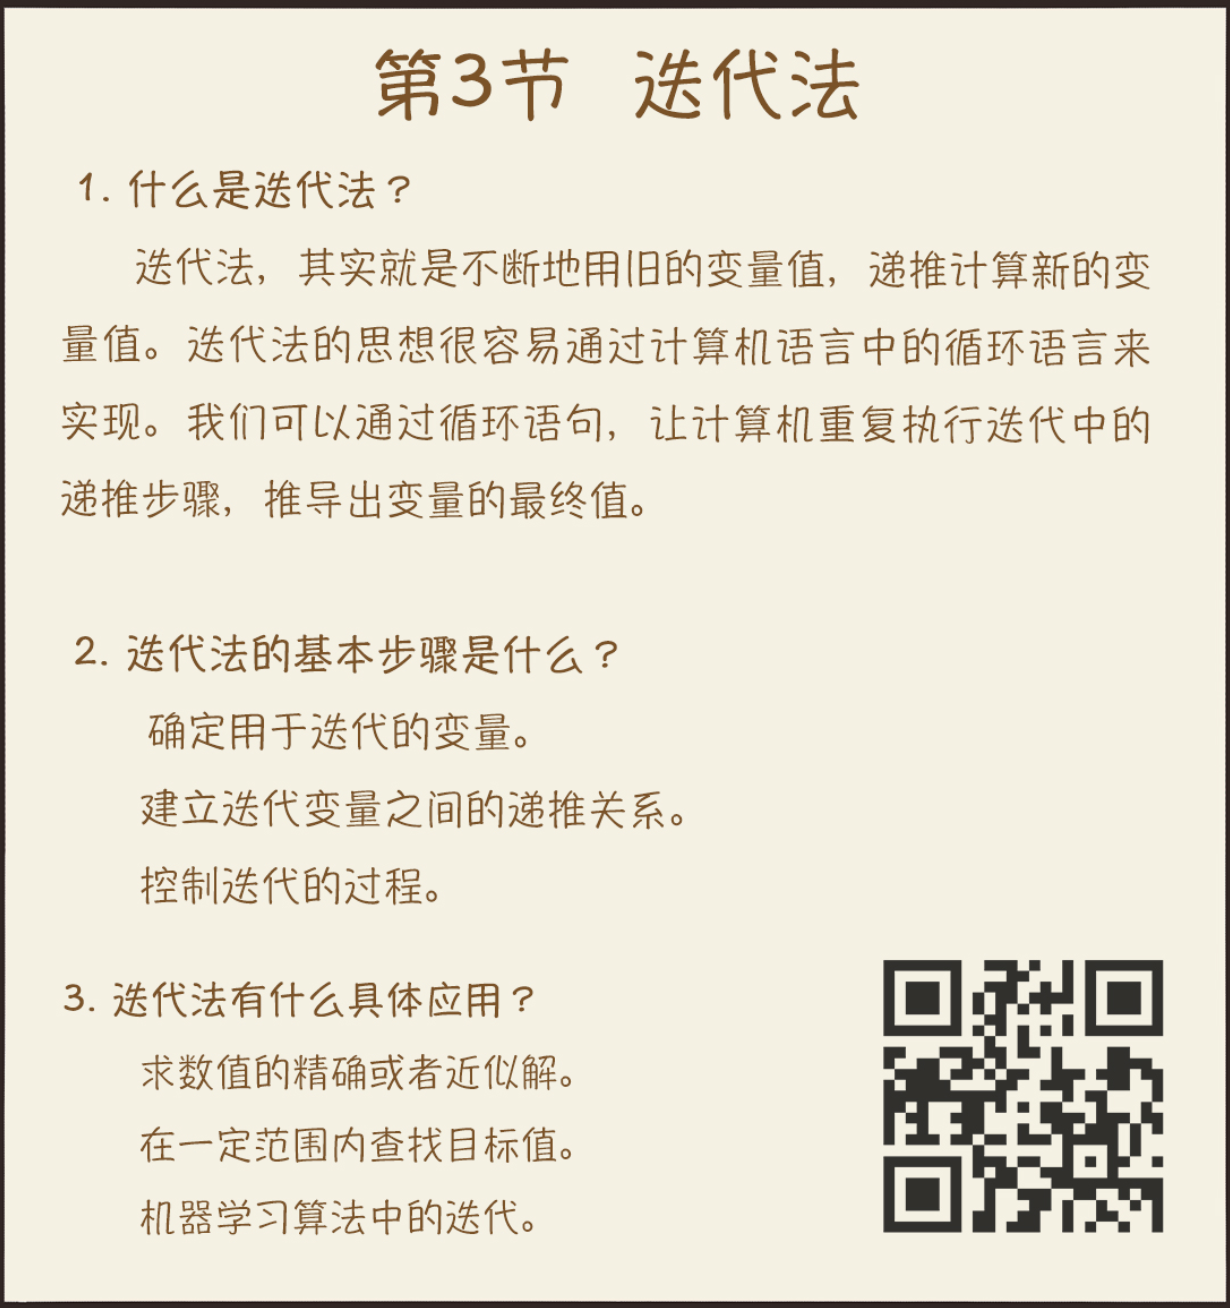 第3节 迭代法
1. 什么是迭代法？
迭代法，其实就是不断地用旧的变量值，递推计算新的变
量值。迭代法的思想很容易通过计算机语言中的循环语言来
实现。我们可以通过循环语句，让计算机重复执行迭代中的
递推步骤，推导出变量的最终值。
2. 迭代法的基本步骤是什么？
确定用于迭代的变量。
建立迭代变量之间的递推关系。
控制迭代的过程。
3. 迭代法有什么具体应用？
求数值的精确或者近似解。
在一定范围内查找目标值。
机器学习算法中的迭代。